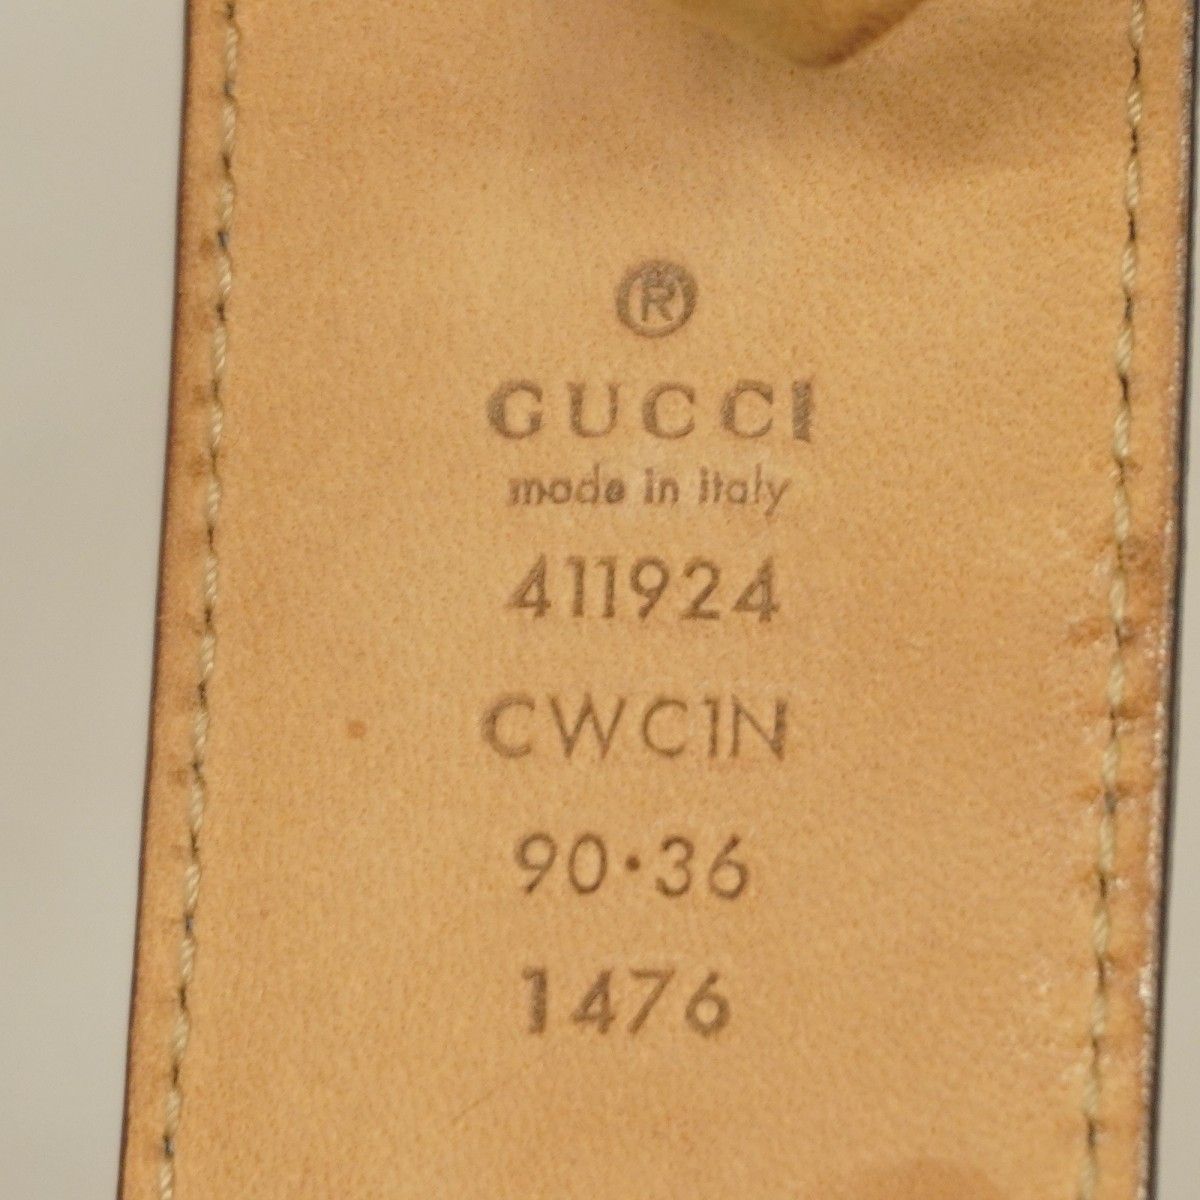 ®
GUCCI
made in italy
411924
CWC1N
90·36
1476